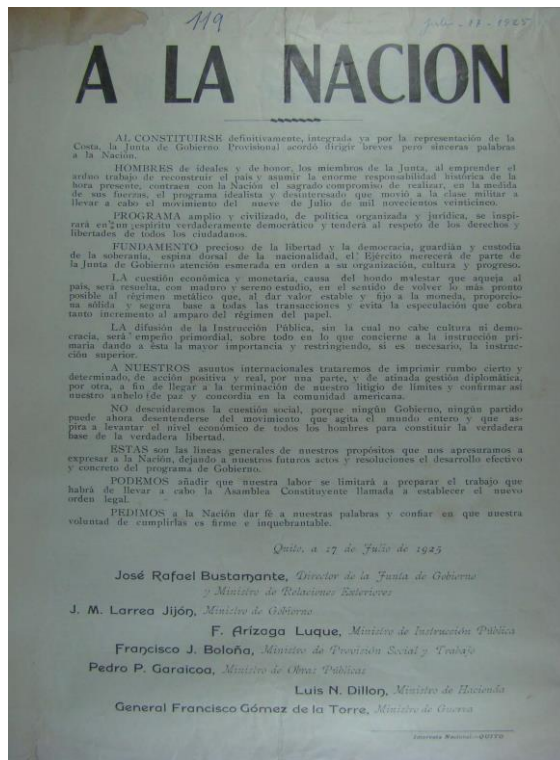 119
A LA NACION
AL CONSTITUIRSE definitivamente, integrada ya por la representación de la
Costa, la Junta de Gobierno Provisional acordó dirigir breves pero sinceras palabras
a la Nación.
HOMBRES de ideales y de honor, los miembros de la Junta, al emprender el
arduo trabajo de reconstruir el país y asumir la enorme responsabilidad histórica de la
hora presente, contraen con la Nación el sagrado compromiso de realizar, en la medida
de sus fuerzas, el programa idealista y desinteresado que movió a la clase militar a
llevar a cabo el movimiento del nueve de Julio de mil novecientos veinticinco.
PROGRAMA amplio y civilizado, de política organizada y jurídica, se inspi-
rará en un espíritu verdaderamente democrático y tenderá al respeto de los derechos y
libertades de todos los ciudadanos.
FUNDAMENTO precioso de la libertad y la democracia, guardián y custodia
de la soberanía, espina dorsal de la nacionalidad, el Ejército merecerá de parte de
la Junta de Gobierno atención esmerada en orden a su organización, cultura y progreso.
LA cuestión económica y monetaria, causa del hondo malestar que aqueja al
país, será resuelta, con maduro y sereno estudio, en el sentido de volver lo más pronto
posible al régimen metálico que, al dar valor estable y fijo a la moneda, proporcio-
na sólida y segura base a todas las transacciones y evita la especulación que cobra
tanto incremento al amparo del régimen del papel.
LA difusión de la Instrucción Pública, sin la cual no cabe cultura ni demo-
cracia, será empeño primordial, sobre todo en lo que concierne a la instrucción pri-
maria dando a ésta la mayor importancia y restringiendo, si es necesario, la instruc-
ción superior.
A NUESTROS asuntos internacionales trataremos de imprimir rumbo cierto y
determinado, de acción positiva y real, por una parte, y de atinada gestión diplomática,
por otra, a fin de llegar a la terminación de nuestro litigio de límites y confirmar así
nuestro anhelo de paz y concordia en la comunidad americana.
NO descuidaremos la cuestión social, porque ningún Gobierno, ningún partido
puede ahora desentenderse del movimiento que agita el mundo entero y que as-
pira a levantar el nivel económico de todos los hombres para constituir la verdadera
base de la verdadera libertad.
ESTAS son las líneas generales de nuestros propósitos que nos apresuramos a
expresar a la Nación, dejando a nuestros futuros actos y resoluciones el desarrollo efectivo
y concreto del programa de Gobierno.
PODEMOS añadir que nuestra labor se limitará a preparar el trabajo que
habrá de llevar a cabo la Asamblea Constituyente llamada a establecer el nuevo
orden legal.
PEDIMOS a la Nación dar fé a nuestras palabras y confiar en que nuestra
voluntad de cumplirlas es firme e inquebrantable.
Quito, a 17 de Julio de 1925
José Rafael Bustamante, Director de la Junta de Gobierno
y Ministro de Relaciones Exteriores
J. M. Larrea Jijón, Ministro de Gobierno
F. Arízaga Luque, Ministro de Instrucción Pública
Francisco J. Boloña, Ministro de Provisión Social y Trabajo
Pedro P. Garaicoa, Ministro de Obras Públicas
Luis N. Dillon, Ministro de Hacienda
General Francisco Gómez de la Torre, Ministro de Guerra
Imprenta Nacional—QUITO